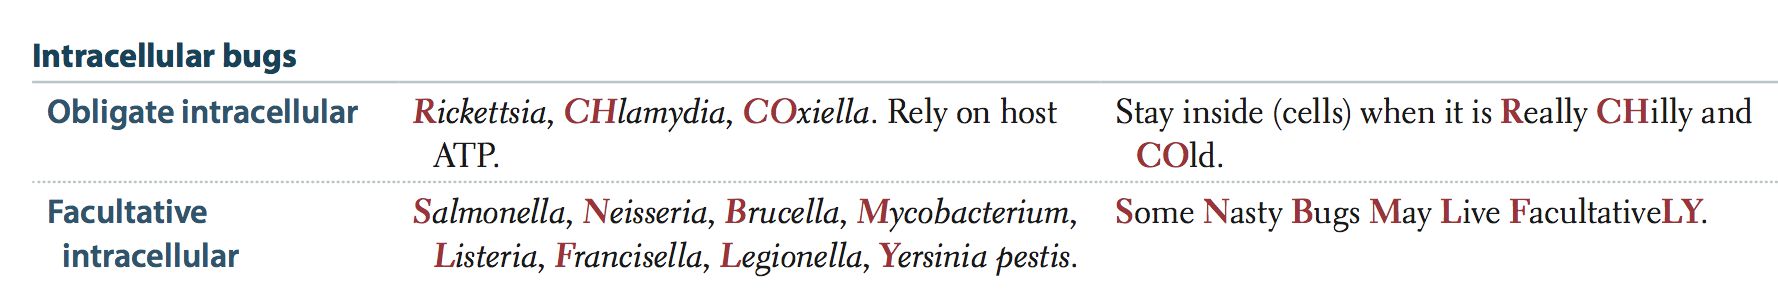 Intracellular bugs
Obligate intracellular
Rickettsia, CHlamydia, COxiella. Rely on host
ATP.
Stay inside (cells) when it is Really CHilly and
COld.
Facultative
intracellular
Salmonella, Neisseria, Brucella, Mycobacterium,
Listeria, Francisella, Legionella, Yersinia pestis.
Some Nasty Bugs May Live FacultativeLY.